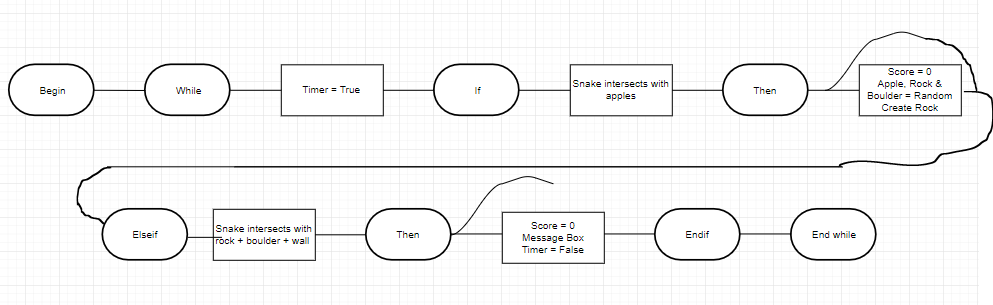 Begin
While
Timer = True
If
Snake intersects with
apples
Then
Score = 0
Apple, Rock &
Boulder = Random
Create Rock
Elseif
Snake intersects with
rock + boulder + wall
Then
Score = 0
Message Box
Timer = False
Endif
End while